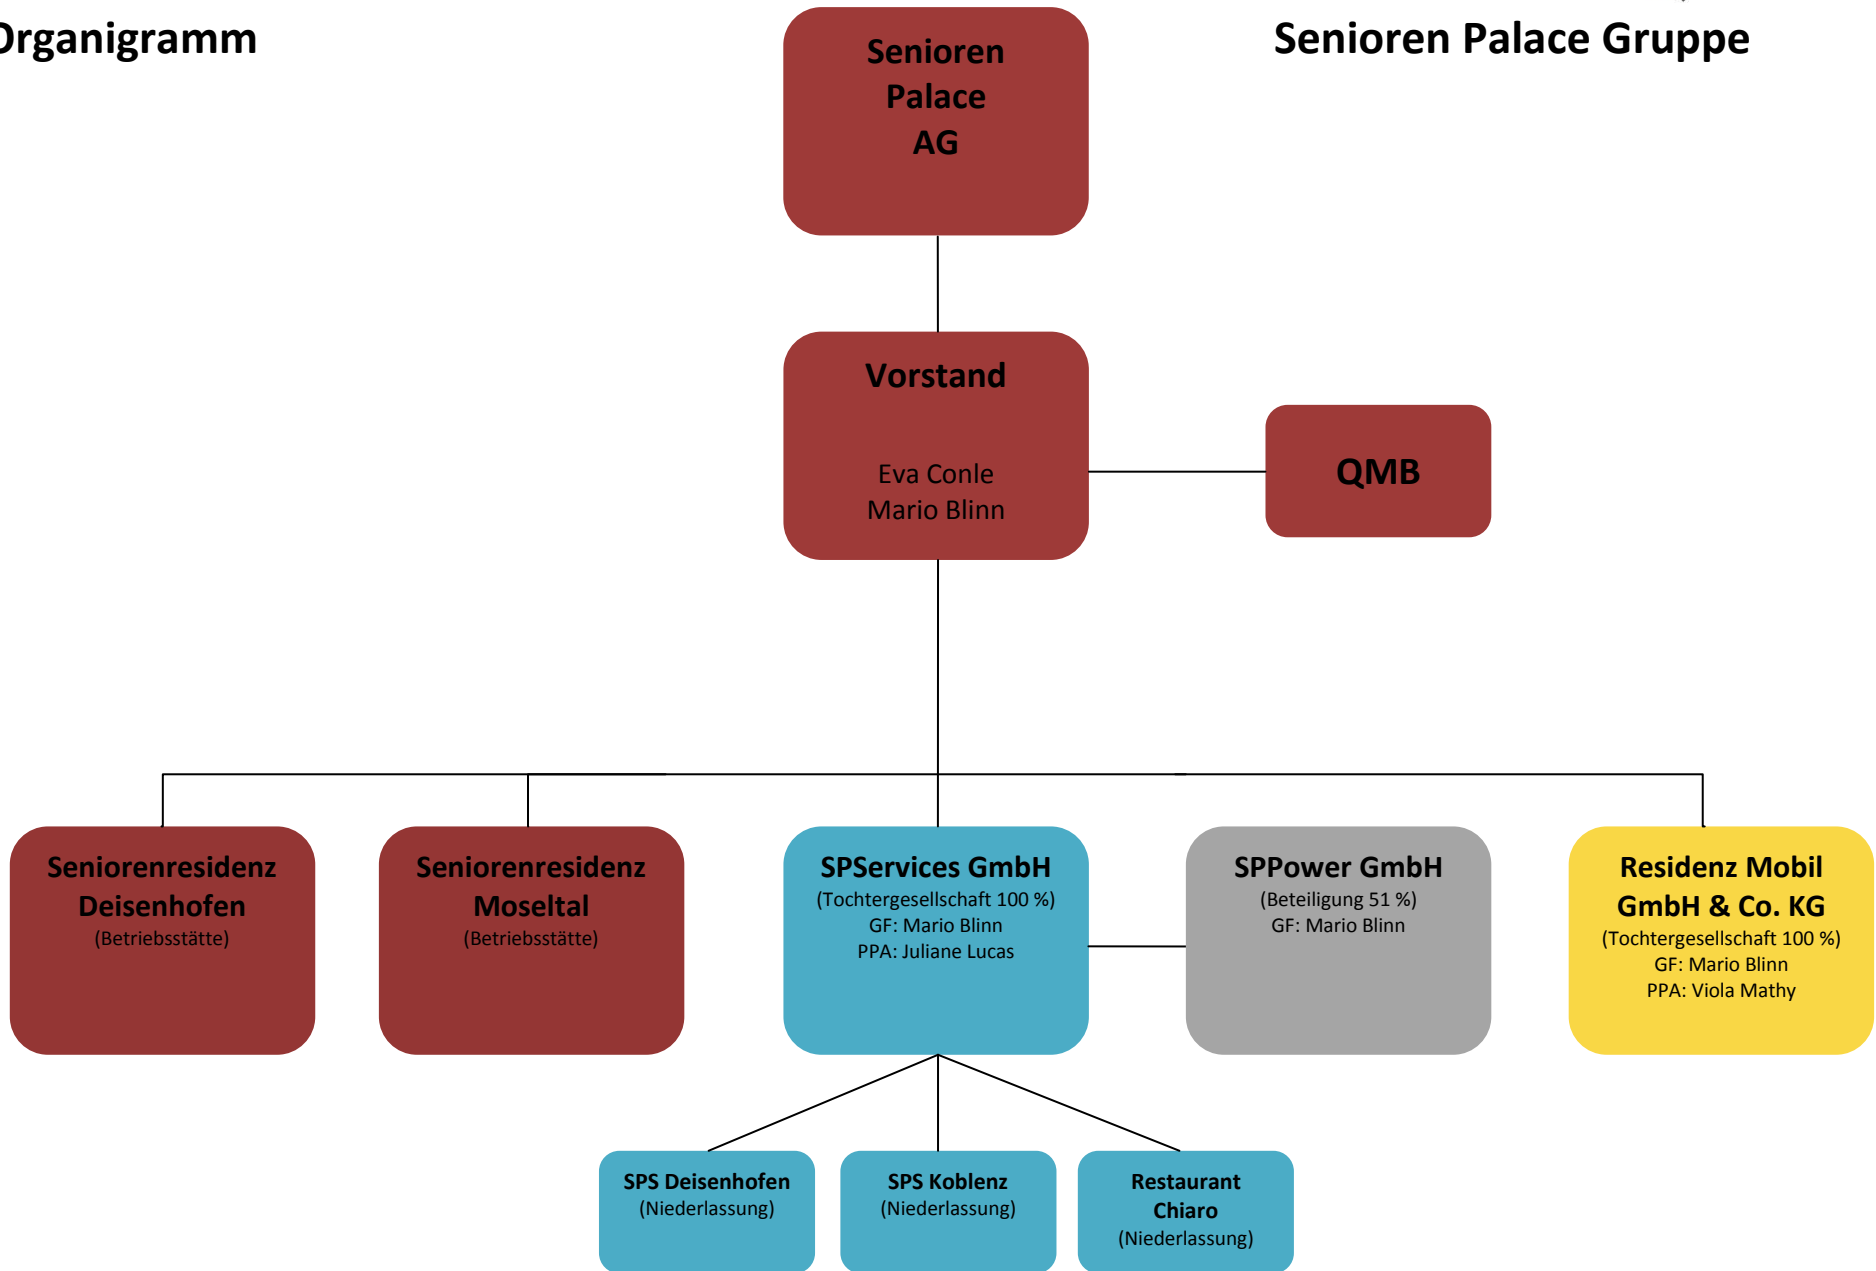 Organigramm
Senioren Palace Gruppe
Senioren
Palace
AG
Vorstand
Eva Conle
Mario Blinn
QMB
Seniorenresidenz
Deisenhofen
(Betriebsstätte)
Seniorenresidenz
Moseltal
(Betriebsstätte)
SPServices GmbH
(Tochtergesellschaft 100 %)
GF: Mario Blinn
PPA: Juliane Lucas
SPPower GmbH
(Beteiligung 51 %)
GF: Mario Blinn
Residenz Mobil
GmbH & Co. KG
(Tochtergesellschaft 100 %)
GF: Mario Blinn
PPA: Viola Mathy
SPS Deisenhofen
(Niederlassung)
SPS Koblenz
(Niederlassung)
Restaurant
Chiaro
(Niederlassung)